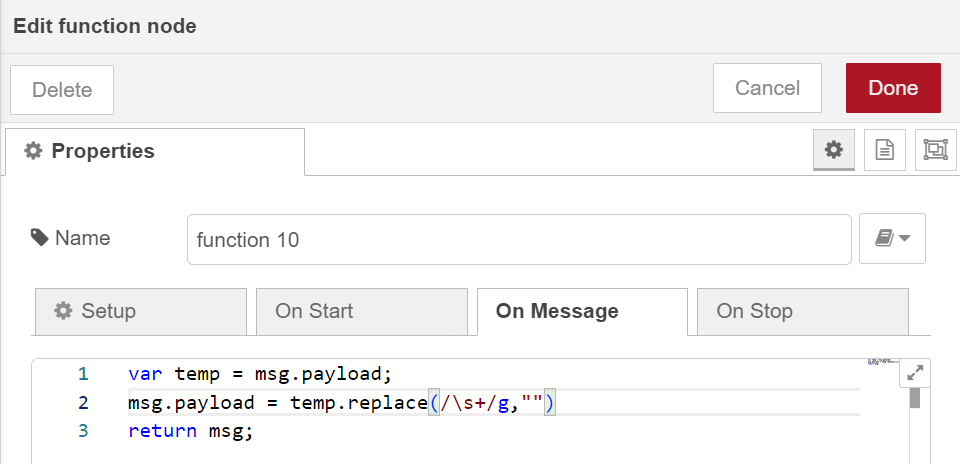 Edit function node
Delete
Cancel
Done
Properties
Name
function 10
Setup
On Start
On Message
On Stop
1 var temp = msg.payload;
2 msg.payload = temp.replace(/\s+/g,"")
3 return msg;